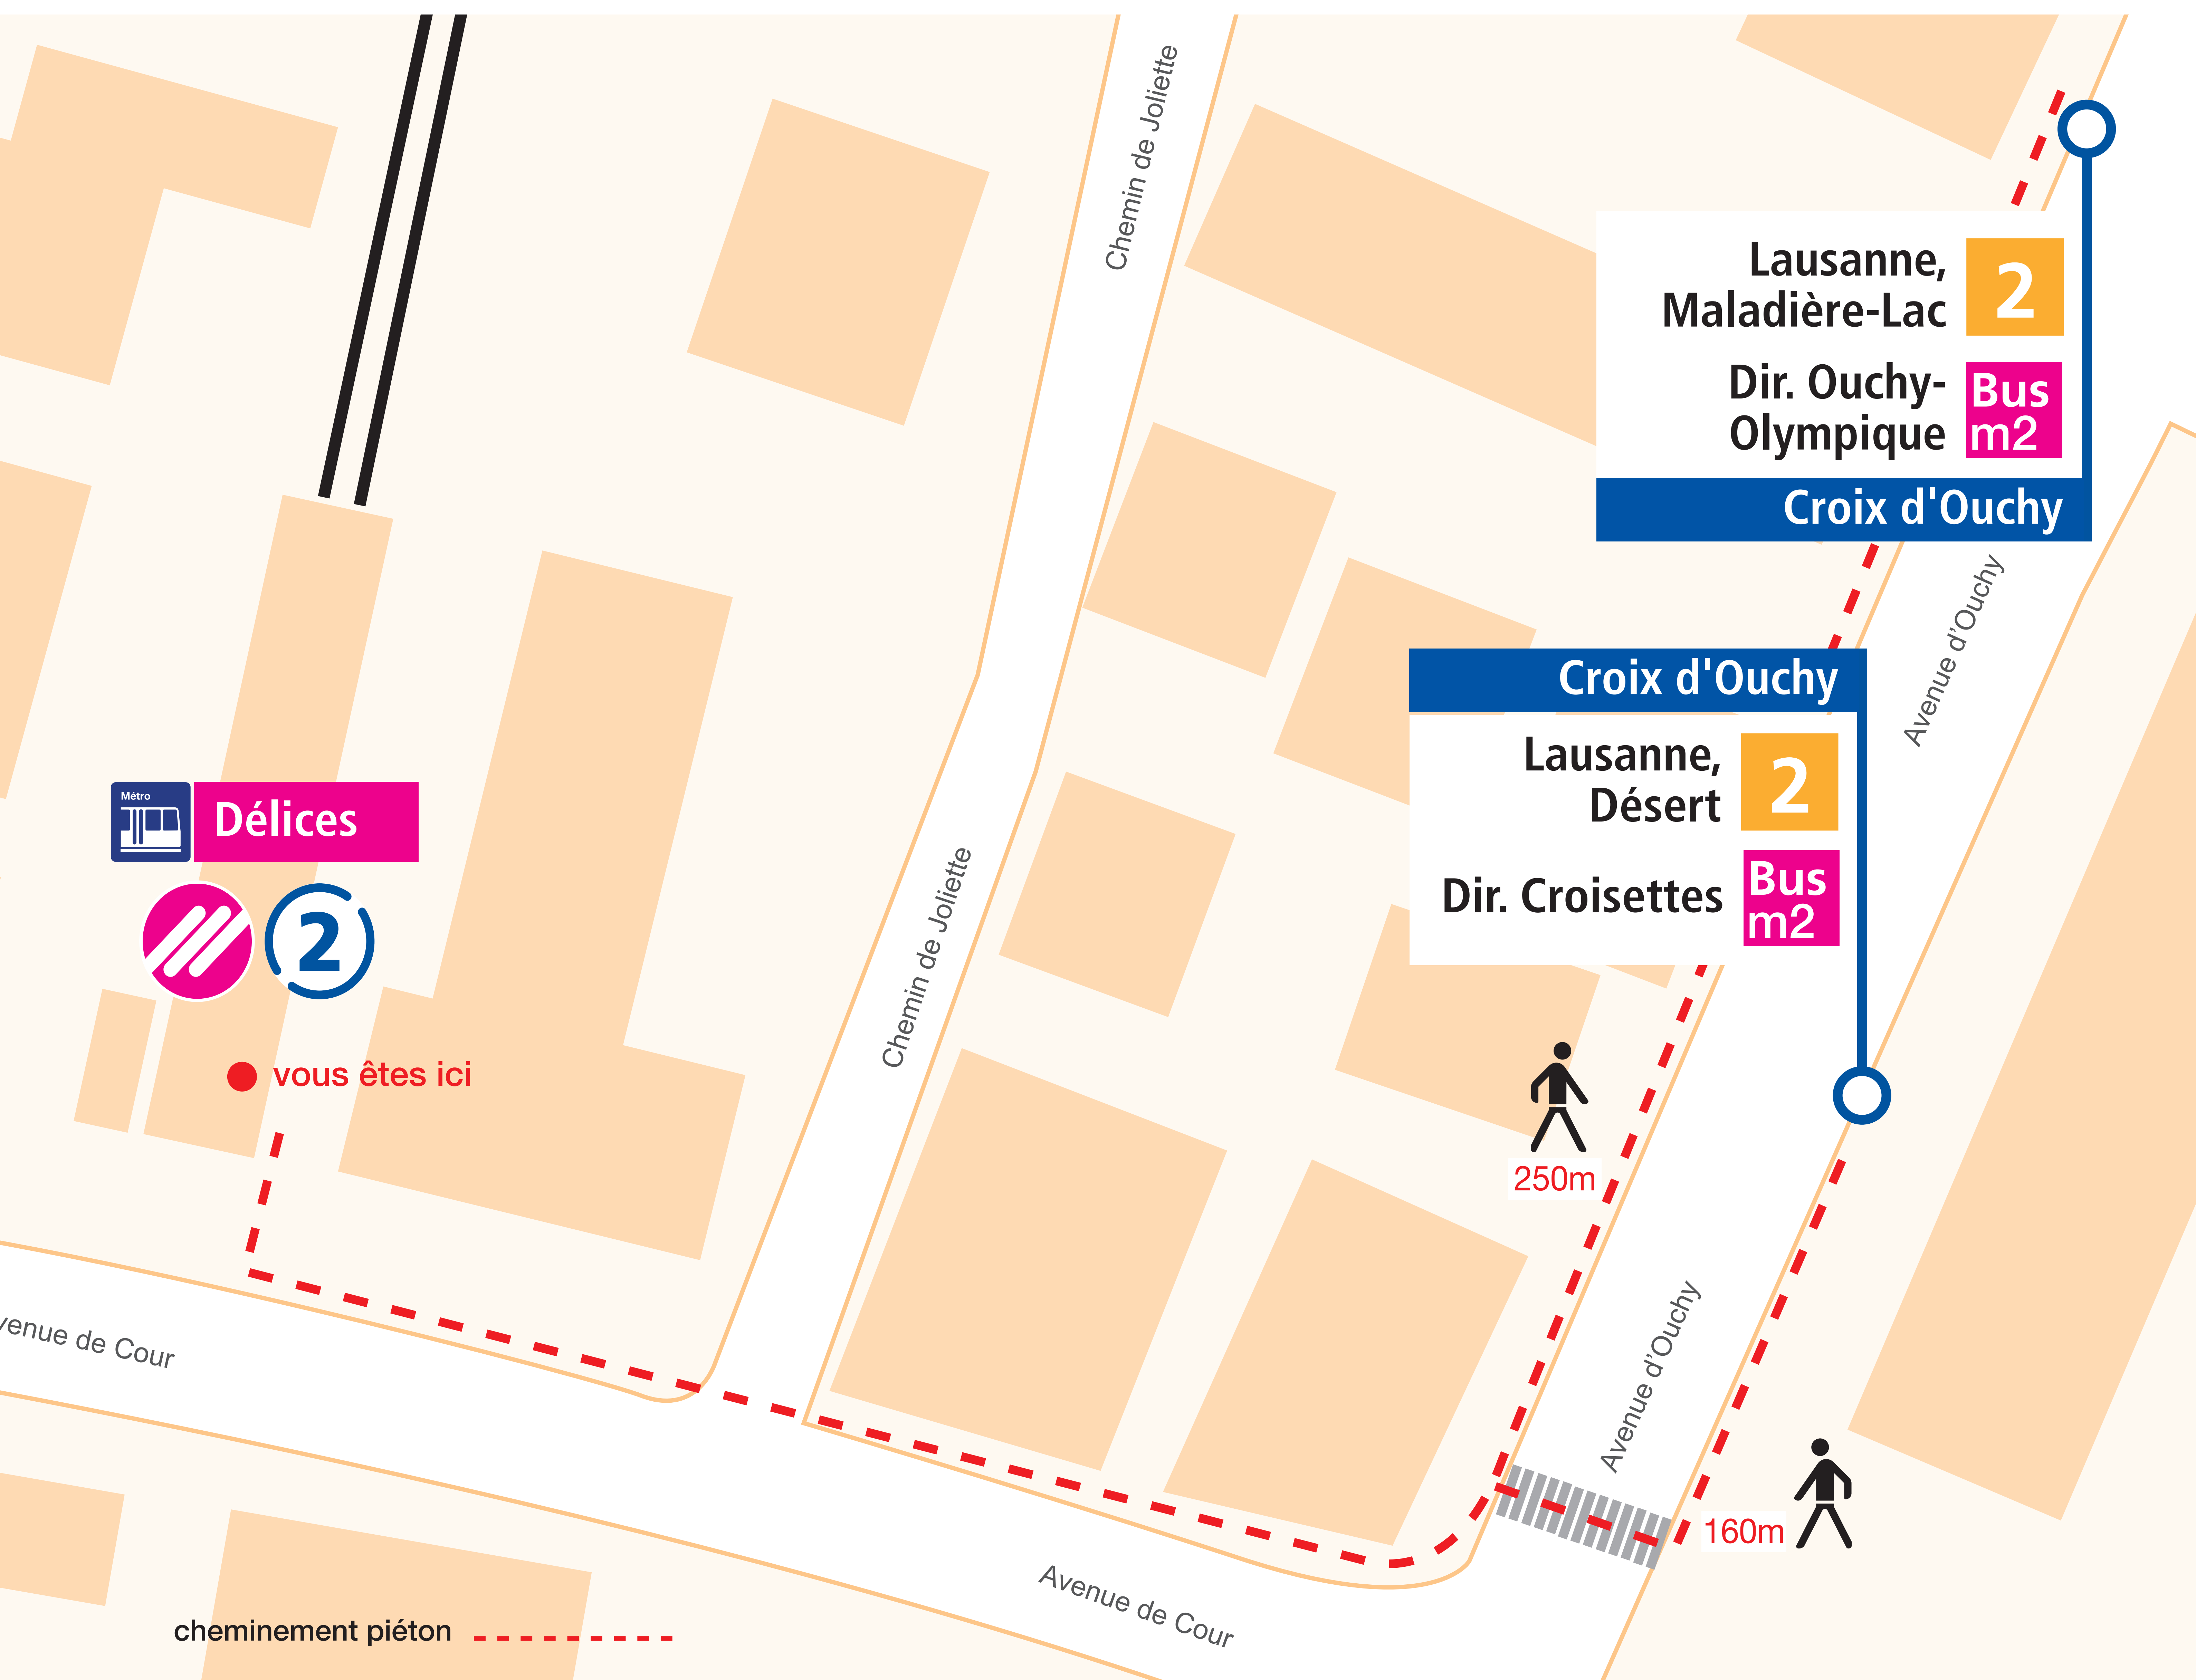 Chemin de Joliette
Lausanne,
Maladière-Lac
2
Dir. Ouchy-
Olympique
Bus
m2
Croix d'Ouchy
Avenue d'Ouchy
Croix d'Ouchy
Lausanne,
Désert
2
Dir. Croisettes
Bus
m2
Métro
Délices
2
Chemin de Joliette
vous êtes ici
250m
Avenue d'Ouchy
venue de Cour
160m
Avenue de Cour
cheminement piéton